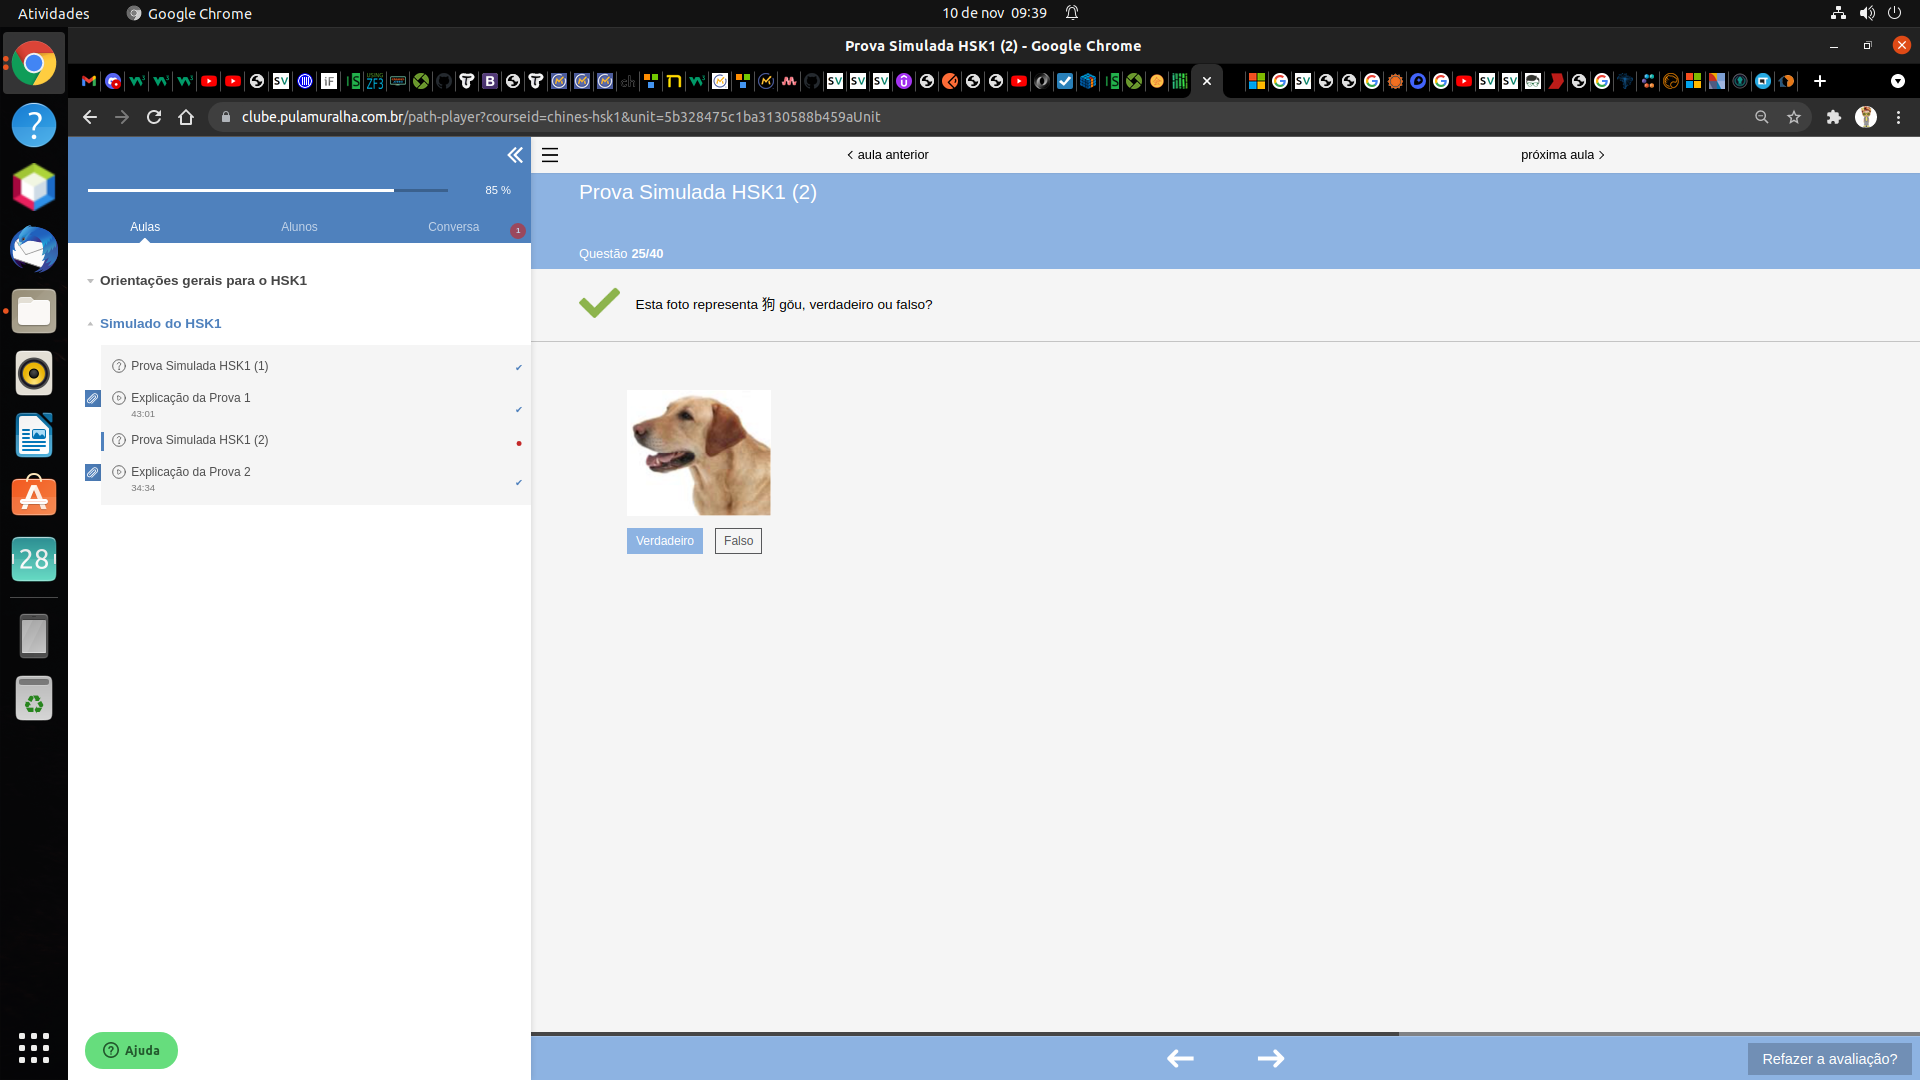 Atividades
Google Chrome
10 de nov 09:39
Prova Simulada HSK1 (2) - Google Chrome
clube.pulamuralha.com.br/path-player?courseid=chines-hsk1&unit=5b328475c1ba3130588b459aUnit
85 %
Aulas
Alunos
Conversa
1
Orientações gerais para o HSK1
Simulado do HSK1
Prova Simulada HSK1 (1)
Explicação da Prova 1
43:01
Prova Simulada HSK1 (2)
Explicação da Prova 2
34:34
Ajuda
aula anterior
próxima aula
Prova Simulada HSK1 (2)
Questão 25/40
Esta foto representa 狗 gǒu, verdadeiro ou falso?
Verdadeiro
Falso
Refazer a avaliação?
28